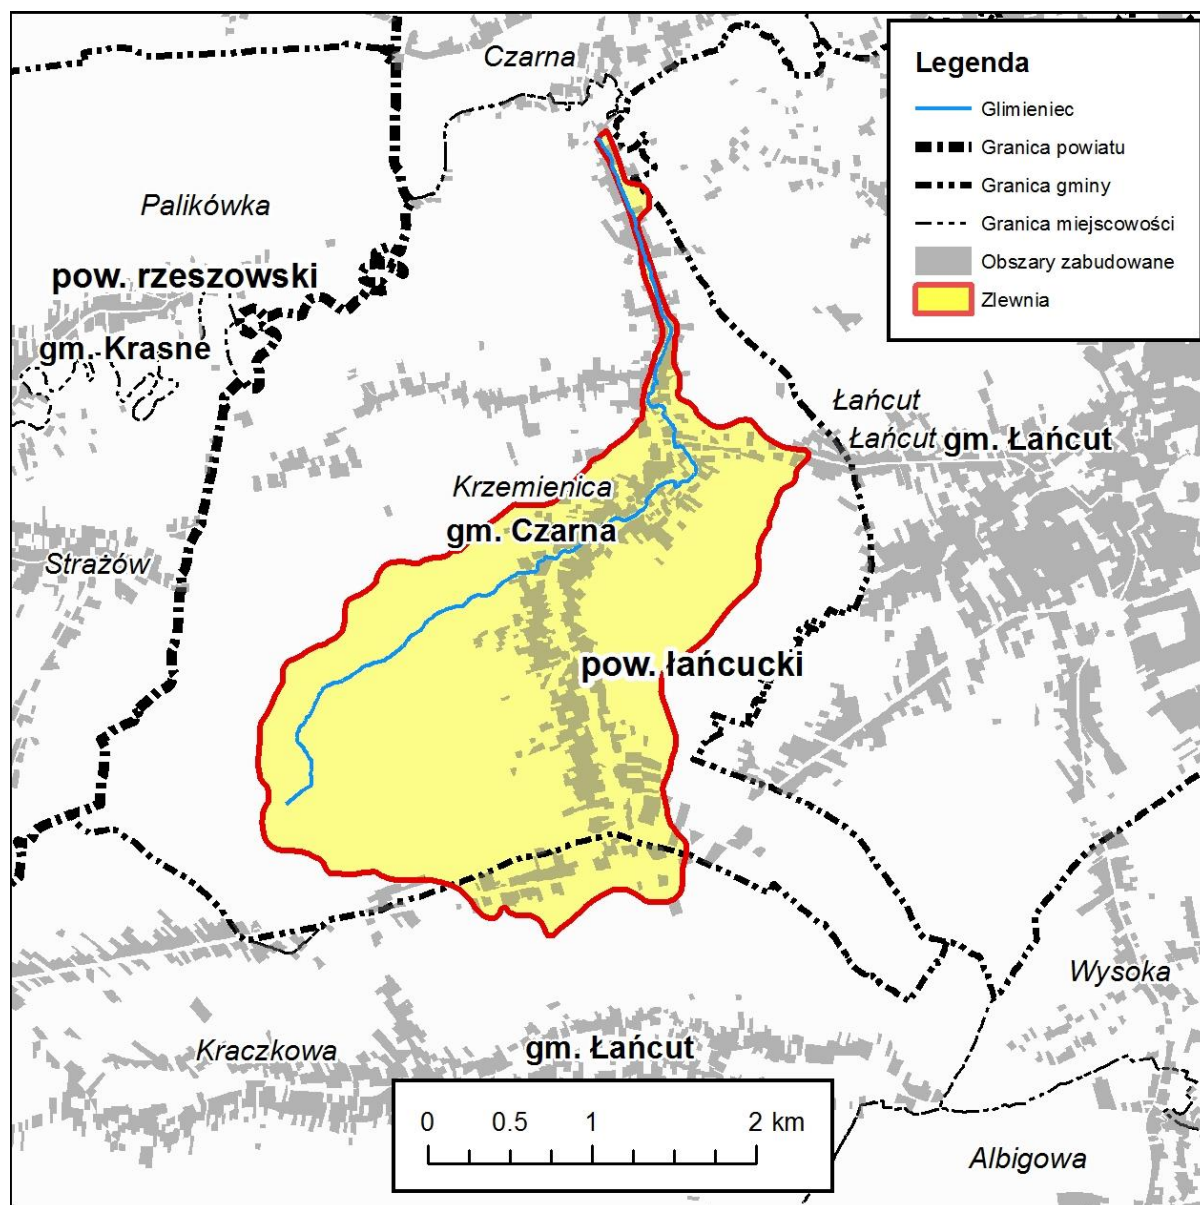 Czarna
Legenda
Glimieniec
Granica powiatu
Granica gminy
Granica miejscowości
Obszary zabudowane
Zlewnia
Palikówka
pow. rzeszowski
gm. Krasne
Łańcut
Łańcut gm. Łańcut
Krzemienica
gm. Czarna
Strażów
pow. łańcucki
Wysoka
Kraczkowa
gm. Łańcut
0 0.5 1 2 km
Albigowa